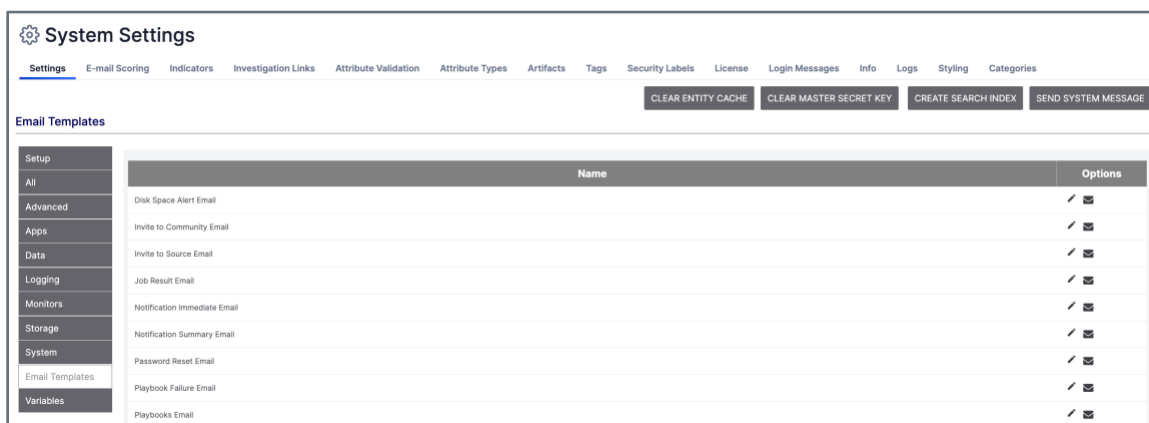 System Settings
Settings E-mail Scoring Indicators Investigation Links Attribute Validation Attribute Types Artifacts Tags Security Labels License Login Messages Info Logs Styling Categories
CLEAR ENTITY CACHE CLEAR MASTER SECRET KEY CREATE SEARCH INDEX SEND SYSTEM MESSAGE
Email Templates
Setup
All
Advanced
Apps
Data
Logging
Monitors
Storage
System
Email Templates
Variables
Name Options
Disk Space Alert Email
Invite to Community Email
Invite to Source Email
Job Result Email
Notification Immediate Email
Notification Summary Email
Password Reset Email
Playbook Failure Email
Playbooks Email